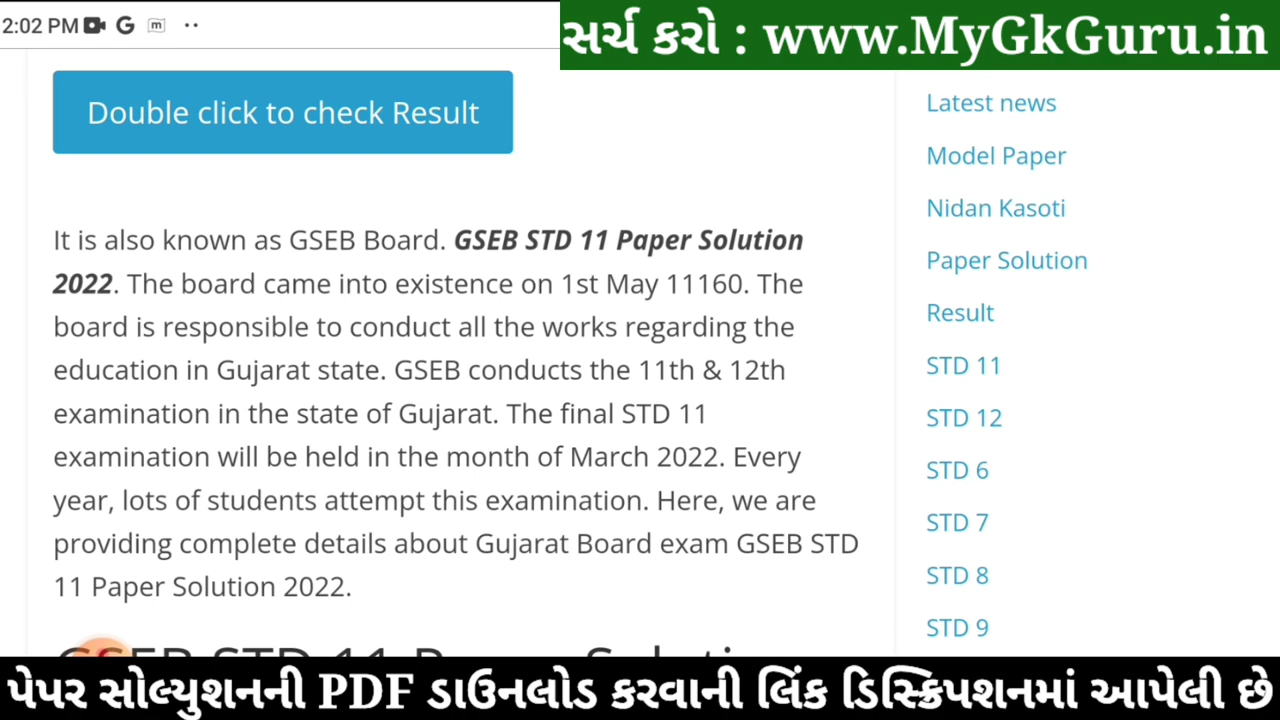 2:02 PM
સર્ચ કરો : www.MyGkGuru.in
Double click to check Result
It is also known as GSEB Board. GSEB STD 11 Paper Solution
2022. The board came into existence on 1st May 11160. The
board is responsible to conduct all the works regarding the
education in Gujarat state. GSEB conducts the 11th & 12th
examination in the state of Gujarat. The final STD 11
examination will be held in the month of March 2022. Every
year, lots of students attempt this examination. Here, we are
providing complete details about Gujarat Board exam GSEB STD
11 Paper Solution 2022.
Latest news
Model Paper
Nidan Kasoti
Paper Solution
Result
STD 11
STD 12
STD 6
STD 7
STD 8
STD 9
પેપર સોલ્યુશનની PDF ડાઉનલોડ કરવાની લિંક ડિસ્ક્રિપશનમાં આપેલી છે